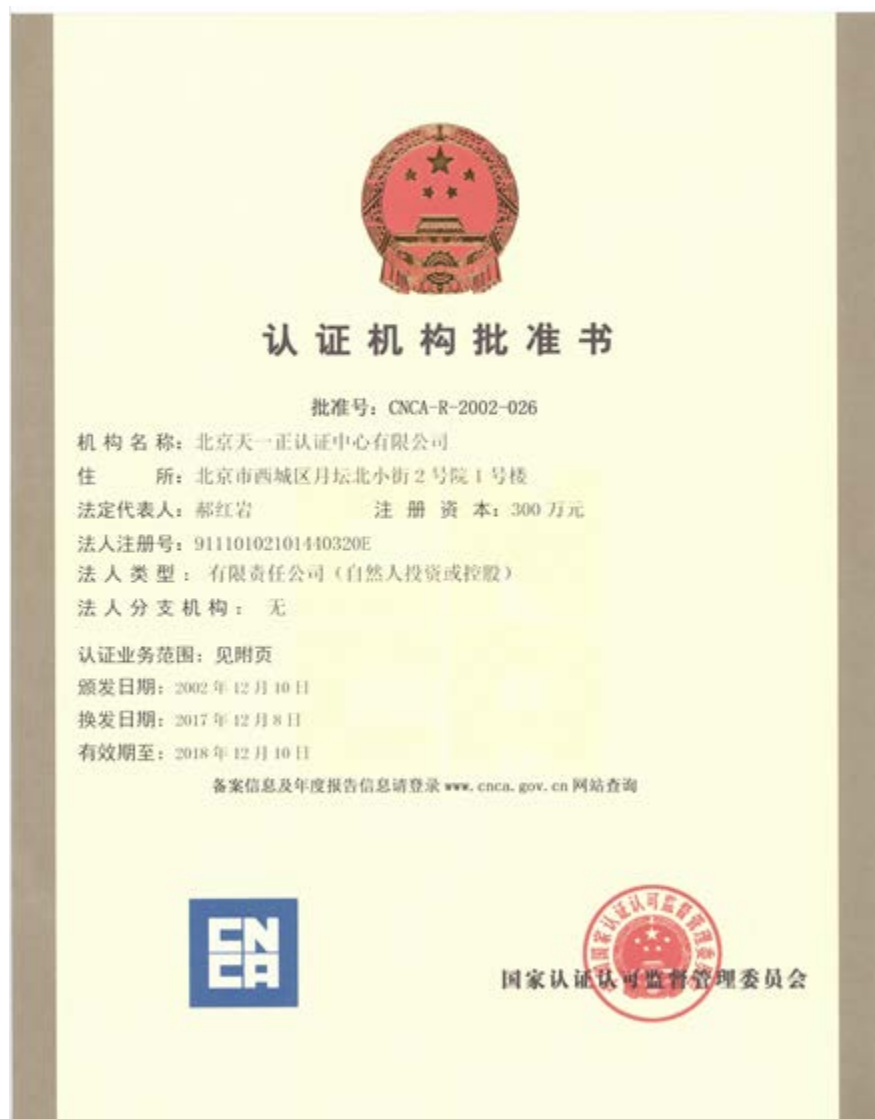 认证机构批准书
批准号：CNCA-R-2002-026
机构名称：北京天一正认证中心有限公司
住　　所：北京市西城区月坛北小街2号院1号楼
法定代表人：郝红岩　　注册资本：300万元
法人注册号：91110102101440320E
法人类型：有限责任公司（自然人投资或控股）
法人分支机构：无
认证业务范围：见附页
颁发日期：2002年12月10日
换发日期：2017年12月8日
有效期至：2018年12月10日
备案信息及年度报告信息请登录www.cnca.gov.cn网站查询
CN
CA
国家认证认可监督管理委员会